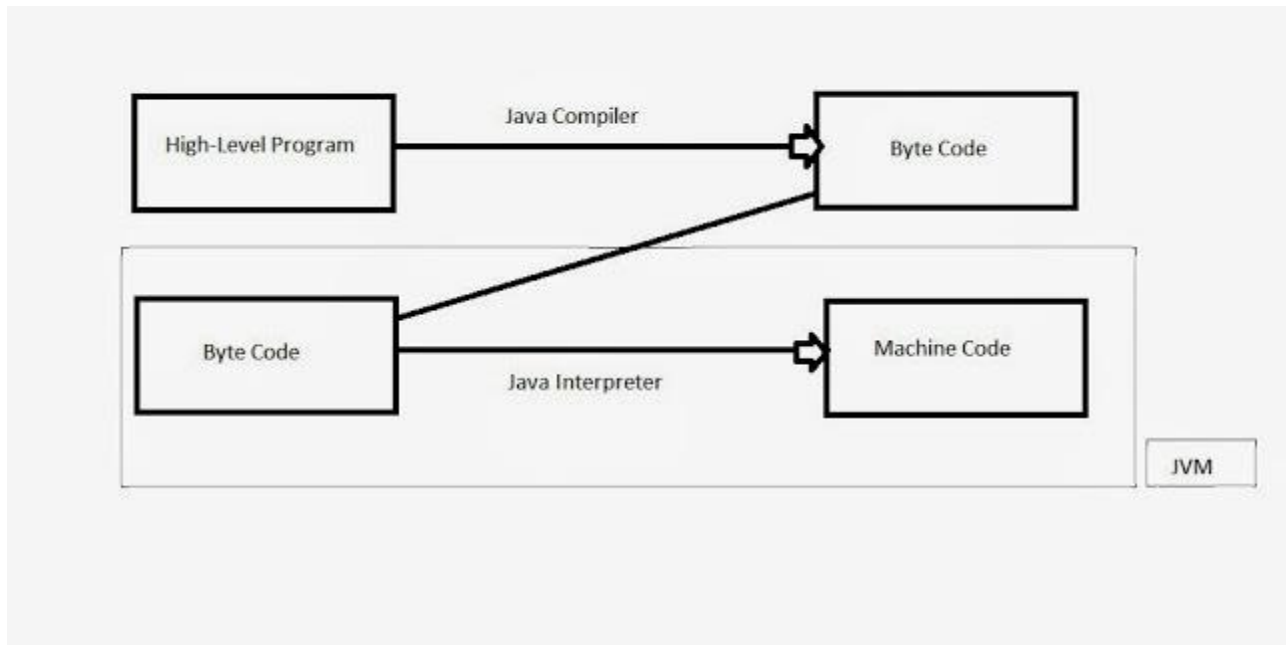 Java Compiler
High-Level Program
Byte Code
Byte Code
Machine Code
Java Interpreter
JVM